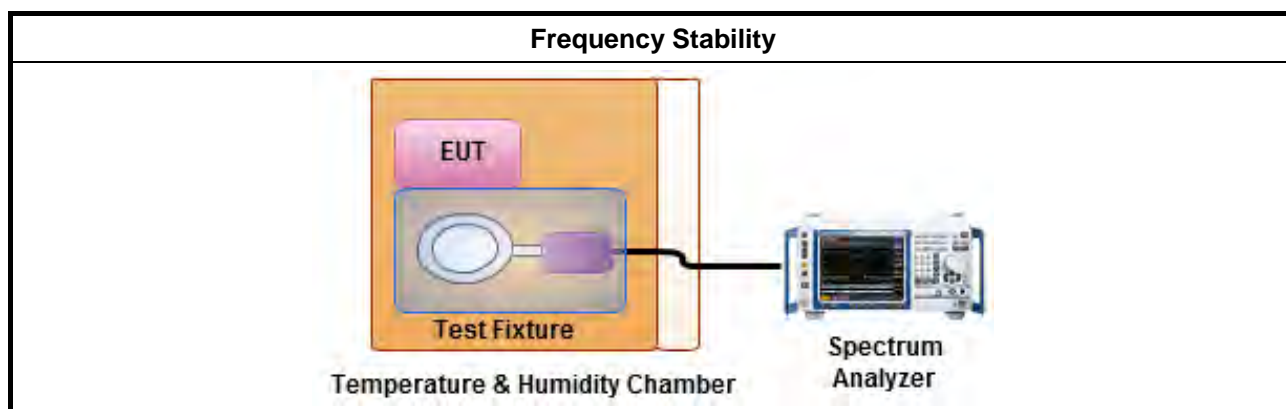 Frequency Stability
EUT
Test Fixture
Temperature & Humidity Chamber
Spectrum
Analyzer